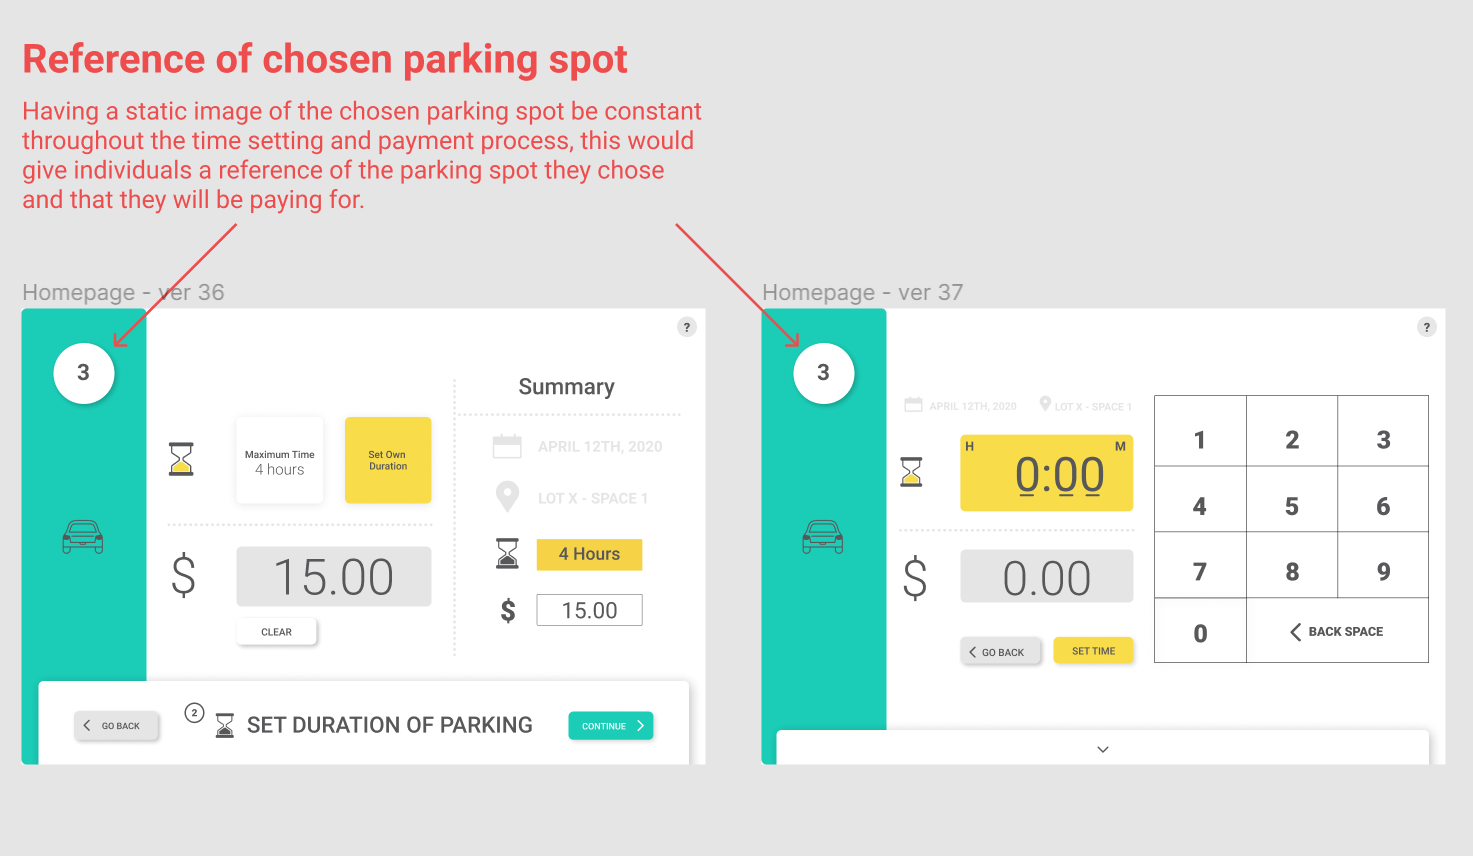 Reference of chosen parking spot
Having a static image of the chosen parking spot be constant
throughout the time setting and payment process, this would
give individuals a reference of the parking spot they chose
and that they will be paying for.
Homepage - ver 36
?
3
Maximum Time
4 hours
Set Own
Duration
$
15.00
CLEAR
Summary
APRIL 12TH, 2020
LOT X - SPACE 1
4 Hours
$
15.00
GO BACK
2
SET DURATION OF PARKING
CONTINUE
Homepage - ver 37
?
3
APRIL 12TH, 2020
LOT X - SPACE 1
H
M
0:00
$
0.00
GO BACK
SET TIME
1 2 3
4 5 6
7 8 9
0 BACK SPACE